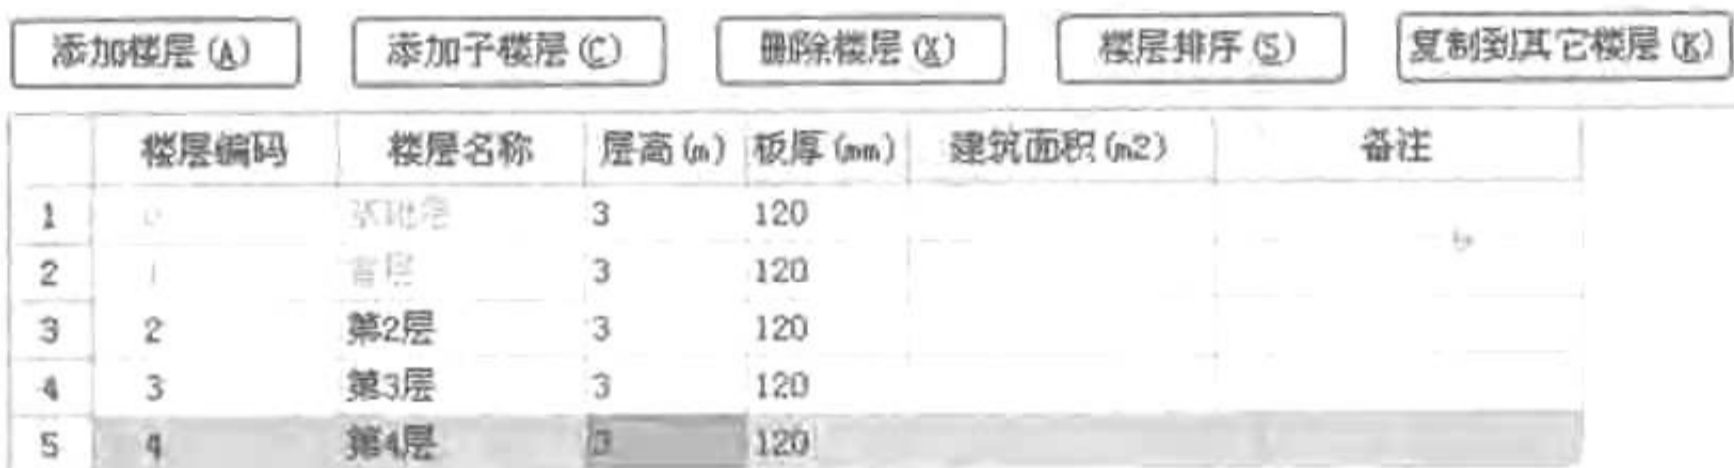 添加楼层(A) 添加子楼层(C) 删除楼层(X) 楼层排序(S) 复制到其它楼层(K)
楼层编码 楼层名称 层高(m) 板厚(mm) 建筑面积(m2) 备注
1 0 基础层 3 120
2 1 首层 3 120
3 2 第2层 3 120
4 3 第3层 3 120
5 4 第4层 3 120